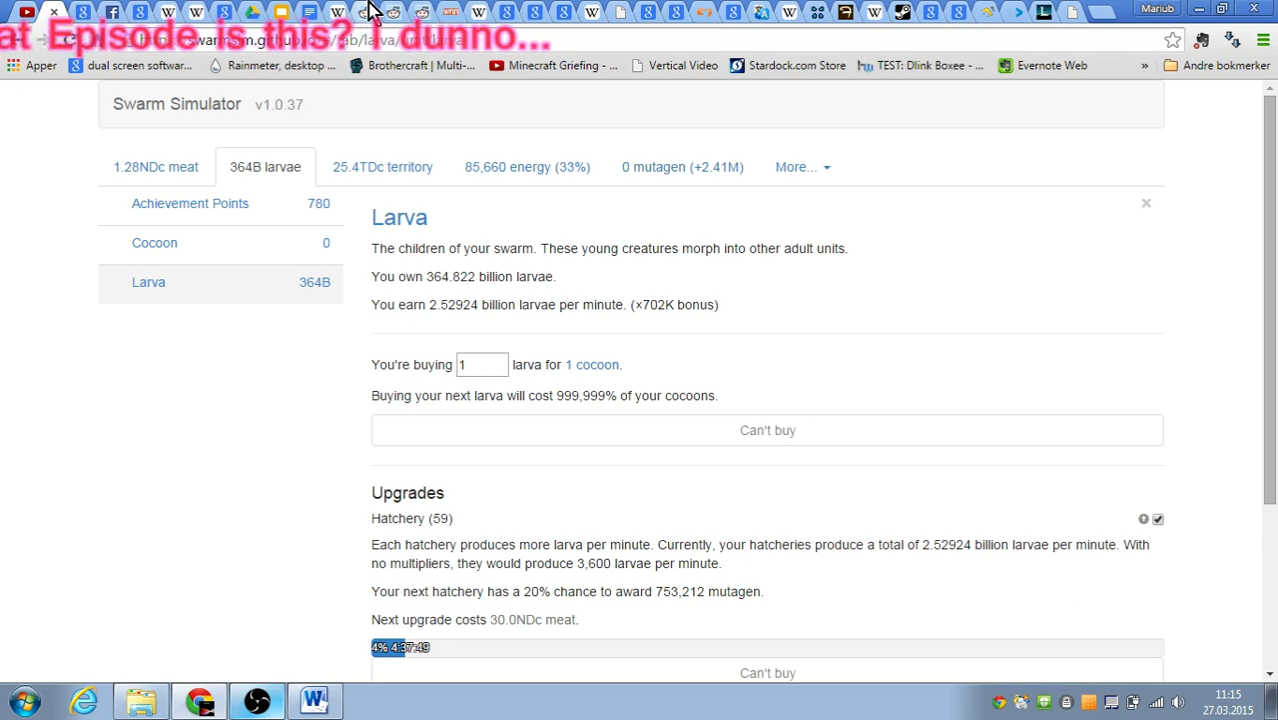 Mariub
at Episode is this? I dunno...
Apper
dual screen softwar...
Rainmeter, desktop ...
Brothercraft | Multi-...
Minecraft Griefing - ...
Vertical Video
Stardock.com Store
TEST: Dlink Boxee - ...
Evernote Web
»
Andre bokmerker
Swarm Simulator v1.0.37
1.28NDc meat
364B larvae
25.4TDc territory
85,660 energy (33%)
0 mutagen (+2.41M)
More...
Achievement Points 780
Cocoon 0
Larva 364B
Larva
The children of your swarm. These young creatures morph into other adult units.
You own 364.822 billion larvae.
You earn 2.52924 billion larvae per minute. (×702K bonus)
You're buying 1 larva for 1 cocoon.
Buying your next larva will cost 999,999% of your cocoons.
Can't buy
Upgrades
Hatchery (59)
Each hatchery produces more larva per minute. Currently, your hatcheries produce a total of 2.52924 billion larvae per minute. With
no multipliers, they would produce 3,600 larvae per minute.
Your next hatchery has a 20% chance to award 753,212 mutagen.
Next upgrade costs 30.0NDc meat.
4% 4:37:49
Can't buy
11:15
27.03.2015